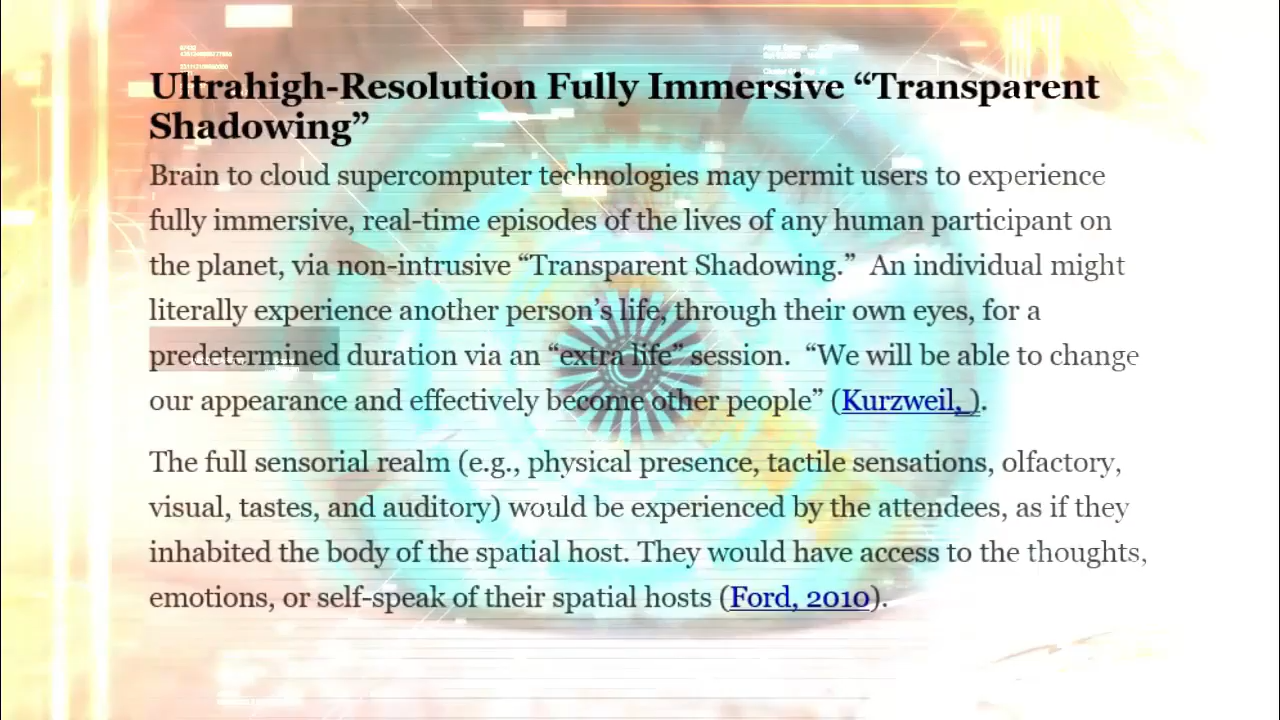 Ultrahigh-Resolution Fully Immersive “Transparent
Shadowing”
Brain to cloud supercomputer technologies may permit users to experience
fully immersive, real-time episodes of the lives of any human participant on
the planet, via non-intrusive “Transparent Shadowing.”  An individual might
literally experience another person’s life, through their own eyes, for a
predetermined duration via an “extra life” session.  “We will be able to change
our appearance and effectively become other people” (Kurzweil, ).
The full sensorial realm (e.g., physical presence, tactile sensations, olfactory,
visual, tastes, and auditory) would be experienced by the attendees, as if they
inhabited the body of the spatial host. They would have access to the thoughts,
emotions, or self-speak of their spatial hosts (Ford, 2010).